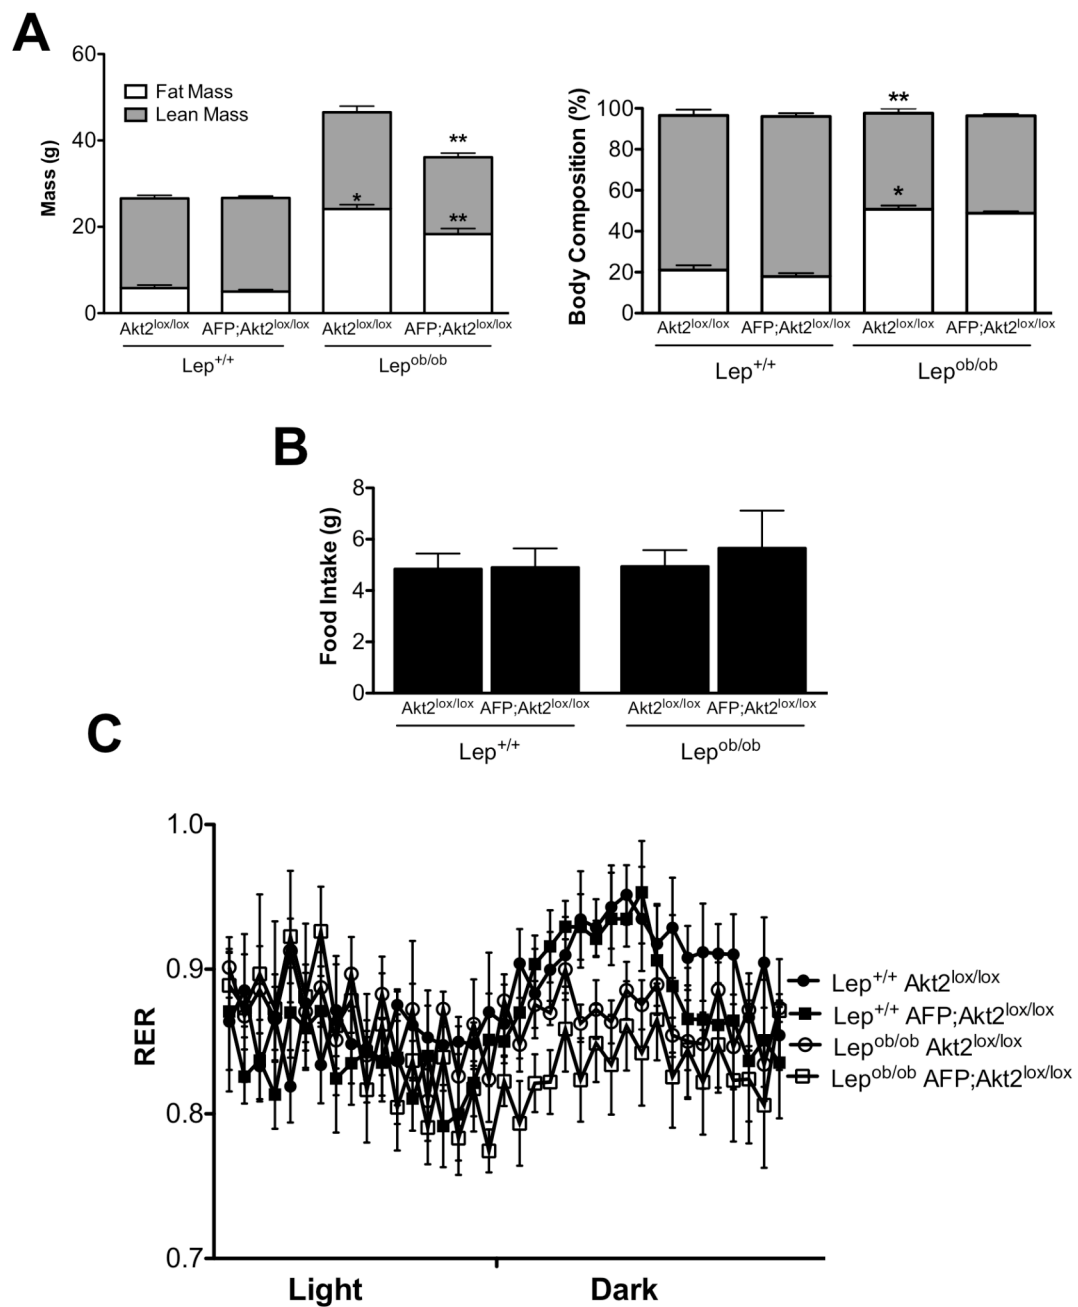 A
60
40
20
0
Mass (g)
Fat Mass
Lean Mass
*
**
**
Akt2lox/lox AFP;Akt2lox/lox Akt2lox/lox AFP;Akt2lox/lox
Lep+/+ Lepob/ob
100
80
60
40
20
0
Body Composition (%)
**
*
Akt2lox/lox AFP;Akt2lox/lox Akt2lox/lox AFP;Akt2lox/lox
Lep+/+ Lepob/ob
B
8
6
4
2
0
Food Intake (g)
Akt2lox/lox AFP;Akt2lox/lox Akt2lox/lox AFP;Akt2lox/lox
Lep+/+ Lepob/ob
C
1.0
0.9
0.8
0.7
RER
Lep+/+ Akt2lox/lox
Lep+/+ AFP;Akt2lox/lox
Lepob/ob Akt2lox/lox
Lepob/ob AFP;Akt2lox/lox
Light Dark